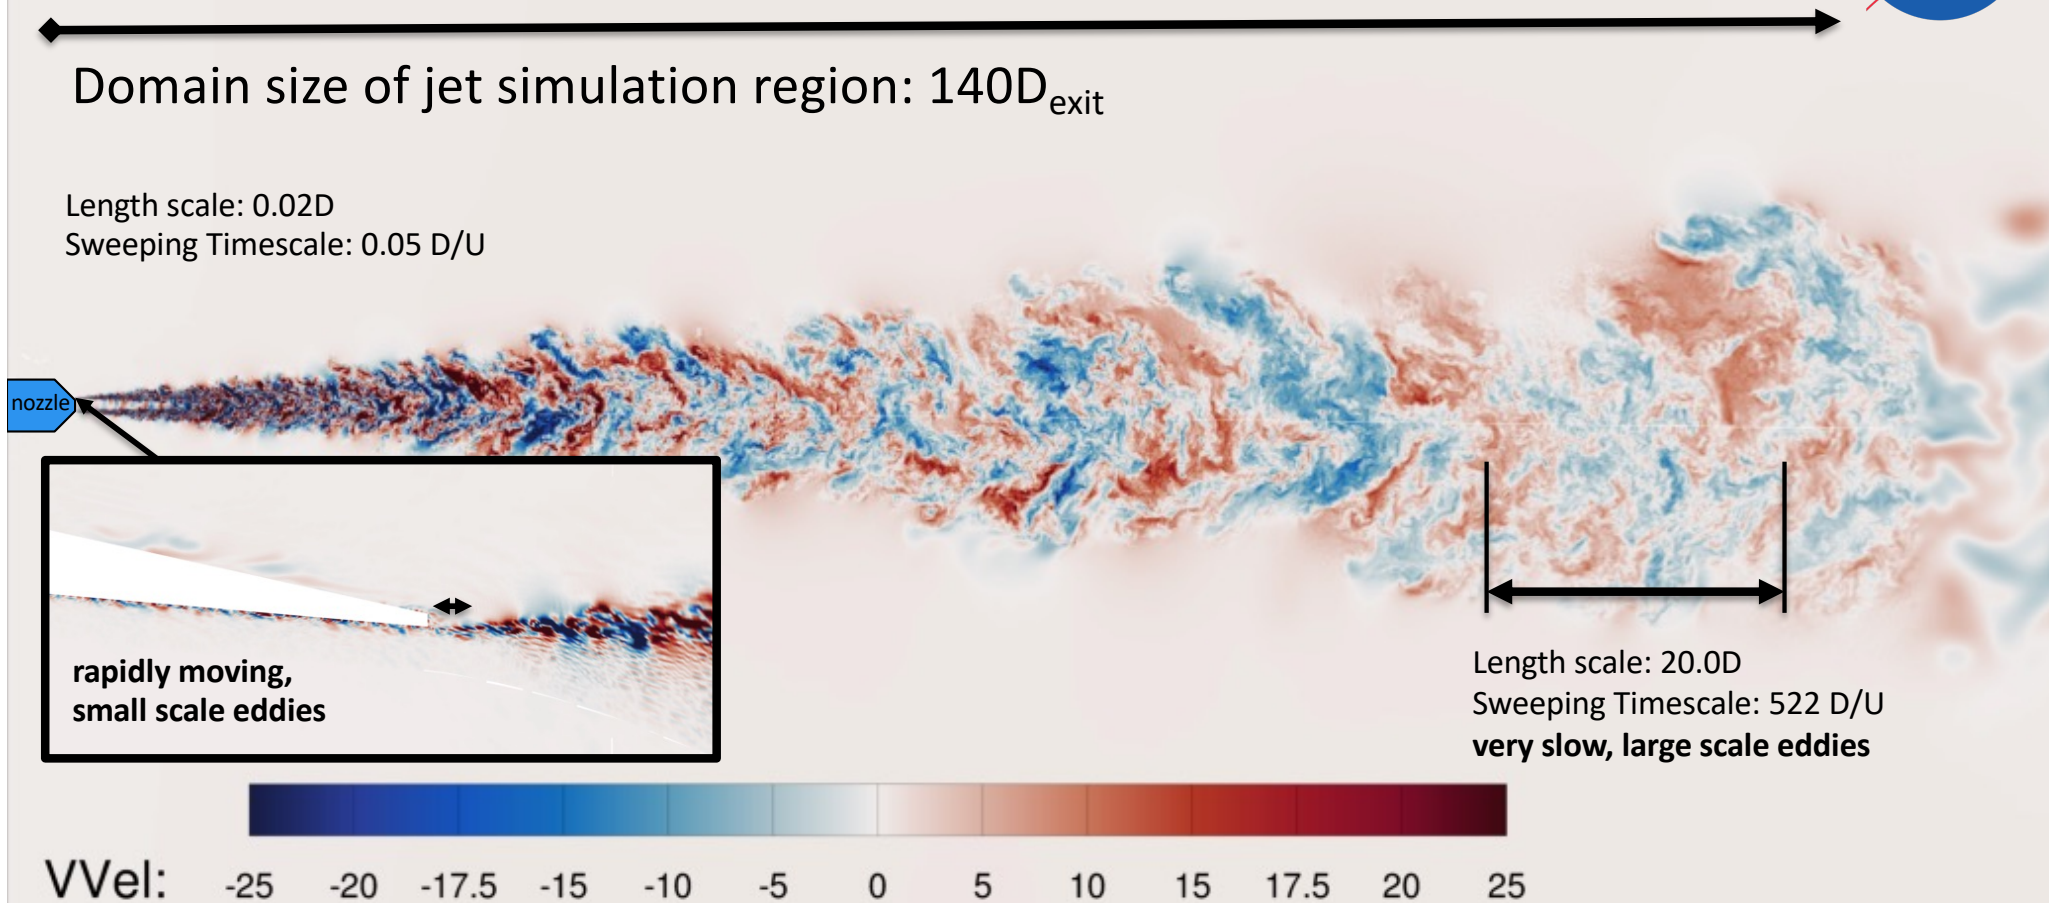 Domain size of jet simulation region: 140D_exit
Length scale: 0.02D
Sweeping Timescale: 0.05 D/U
nozzle
rapidly moving,
small scale eddies
Length scale: 20.0D
Sweeping Timescale: 522 D/U
very slow, large scale eddies
VVel: -25 -20 -17.5 -15 -10 -5 0 5 10 15 17.5 20 25